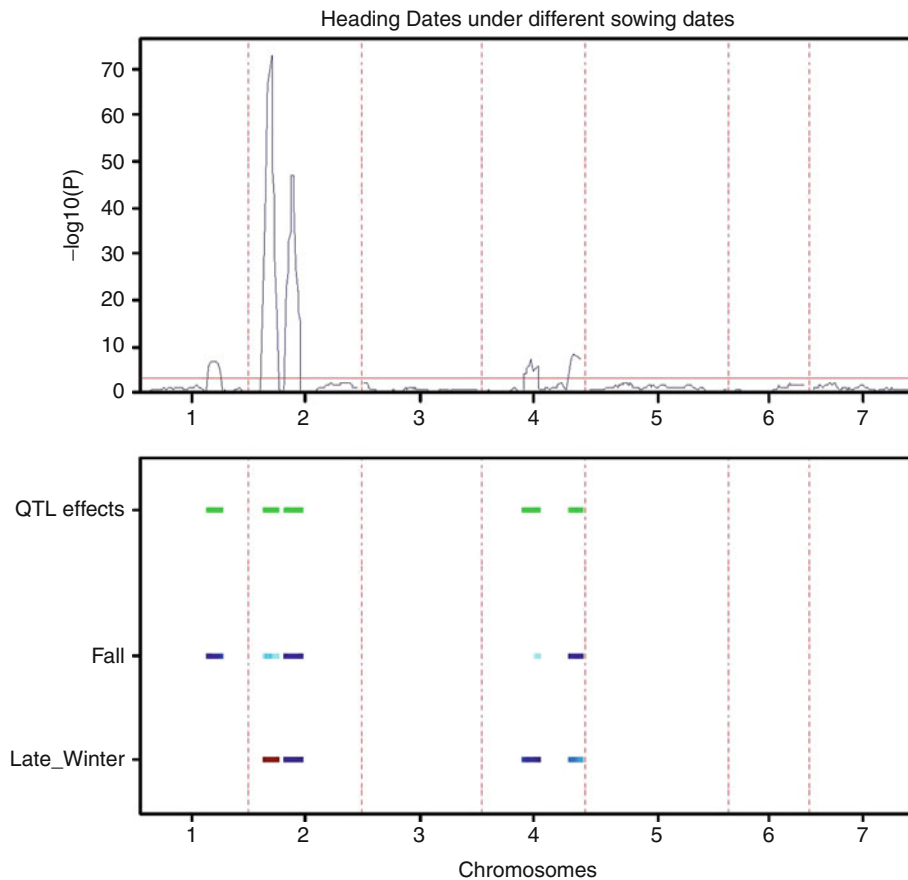 Heading Dates under different sowing dates
–log10(P)
70
60
50
40
30
20
10
0
1 2 3 4 5 6 7
QTL effects
Fall
Late_Winter
1 2 3 4 5 6 7
Chromosomes